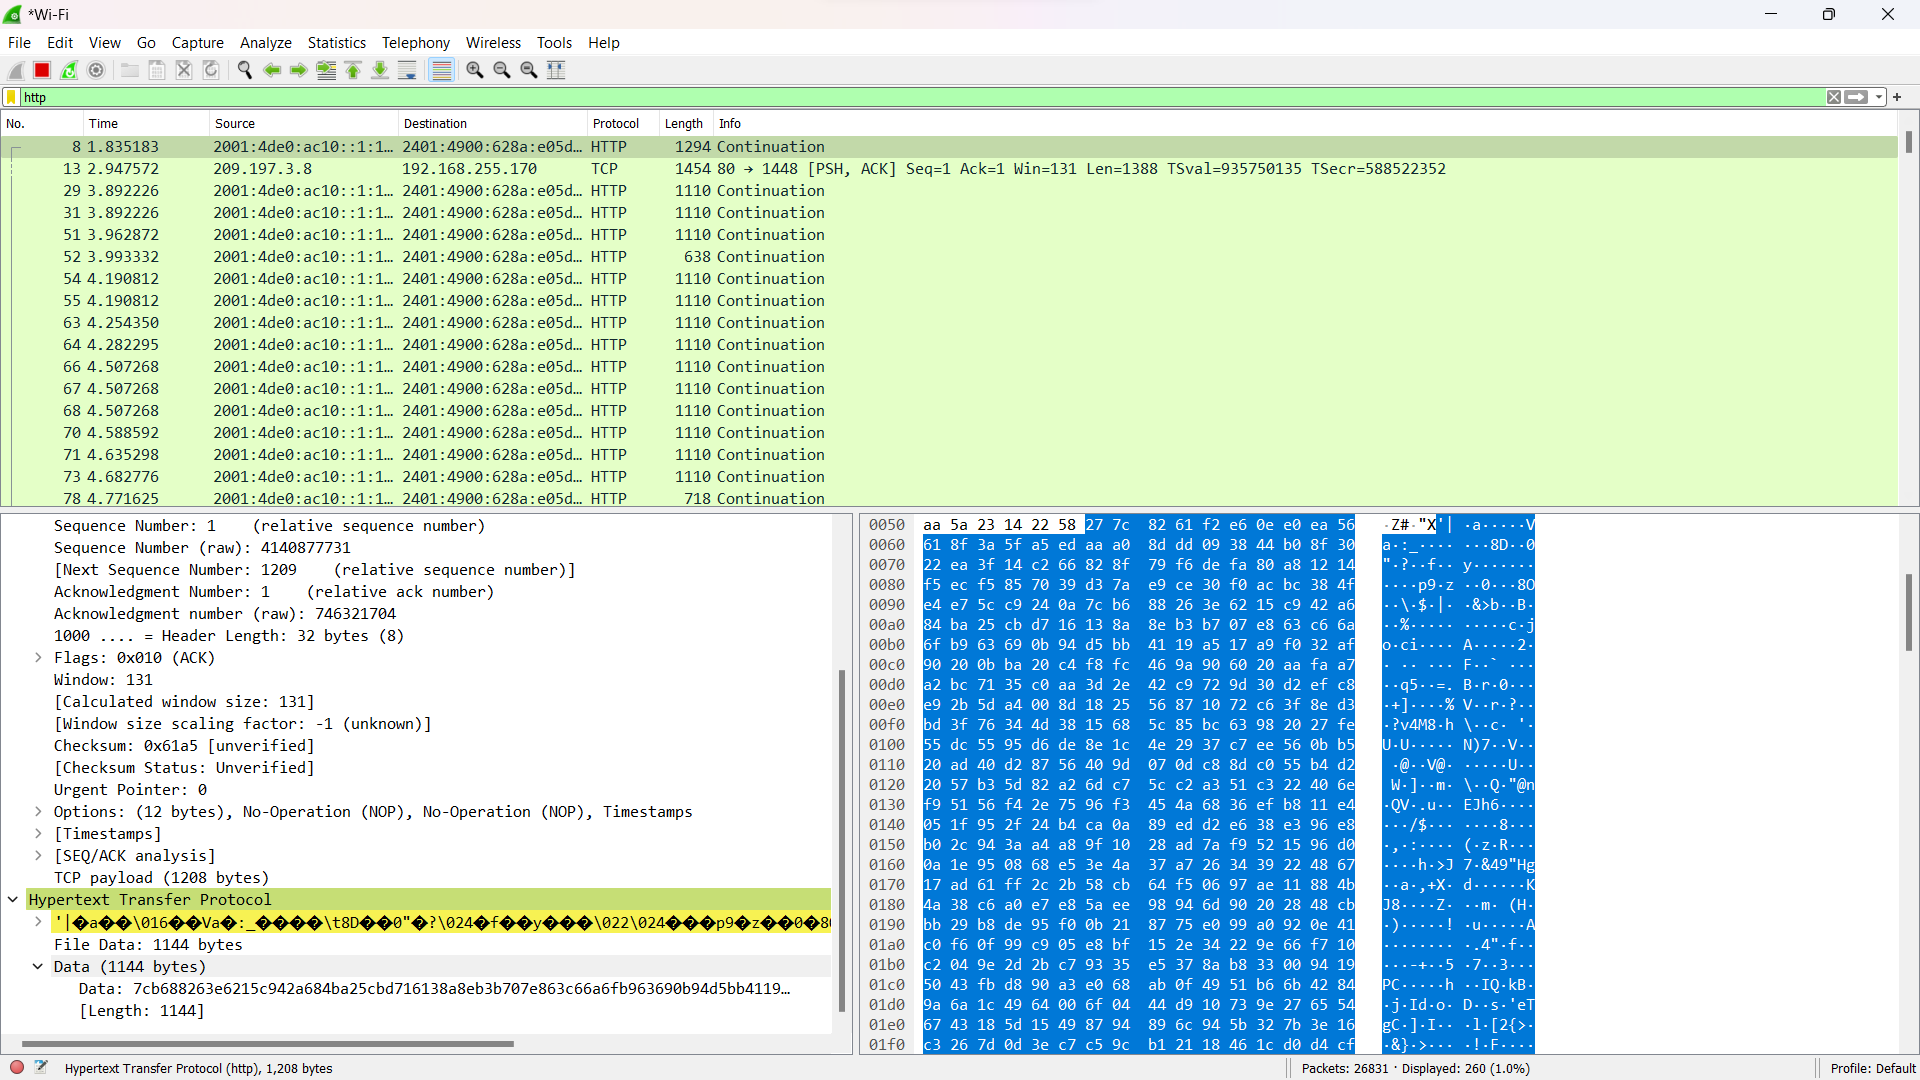 *Wi-Fi
File Edit View Go Capture Analyze Statistics Telephony Wireless Tools Help
http
No. Time Source Destination Protocol Length Info
8 1.835183 2001:4de0:ac10::1:1… 2401:4900:628a:e05d… HTTP 1294 Continuation
13 2.947572 209.197.3.8 192.168.255.170 TCP 1454 80 → 1448 [PSH, ACK] Seq=1 Ack=1 Win=131 Len=1388 TSval=935750135 TSecr=588522352
29 3.892226 2001:4de0:ac10::1:1… 2401:4900:628a:e05d… HTTP 1110 Continuation
31 3.892226 2001:4de0:ac10::1:1… 2401:4900:628a:e05d… HTTP 1110 Continuation
51 3.962872 2001:4de0:ac10::1:1… 2401:4900:628a:e05d… HTTP 1110 Continuation
52 3.993332 2001:4de0:ac10::1:1… 2401:4900:628a:e05d… HTTP 638 Continuation
54 4.190812 2001:4de0:ac10::1:1… 2401:4900:628a:e05d… HTTP 1110 Continuation
55 4.190812 2001:4de0:ac10::1:1… 2401:4900:628a:e05d… HTTP 1110 Continuation
63 4.254350 2001:4de0:ac10::1:1… 2401:4900:628a:e05d… HTTP 1110 Continuation
64 4.282295 2001:4de0:ac10::1:1… 2401:4900:628a:e05d… HTTP 1110 Continuation
66 4.507268 2001:4de0:ac10::1:1… 2401:4900:628a:e05d… HTTP 1110 Continuation
67 4.507268 2001:4de0:ac10::1:1… 2401:4900:628a:e05d… HTTP 1110 Continuation
68 4.507268 2001:4de0:ac10::1:1… 2401:4900:628a:e05d… HTTP 1110 Continuation
70 4.588592 2001:4de0:ac10::1:1… 2401:4900:628a:e05d… HTTP 1110 Continuation
71 4.635298 2001:4de0:ac10::1:1… 2401:4900:628a:e05d… HTTP 1110 Continuation
73 4.682776 2001:4de0:ac10::1:1… 2401:4900:628a:e05d… HTTP 1110 Continuation
78 4.771625 2001:4de0:ac10::1:1… 2401:4900:628a:e05d… HTTP 718 Continuation
Sequence Number: 1 (relative sequence number)
Sequence Number (raw): 4140877731
[Next Sequence Number: 1209 (relative sequence number)]
Acknowledgment Number: 1 (relative ack number)
Acknowledgment number (raw): 746321704
1000 .... = Header Length: 32 bytes (8)
Flags: 0x010 (ACK)
Window: 131
[Calculated window size: 131]
[Window size scaling factor: -1 (unknown)]
Checksum: 0x61a5 [unverified]
[Checksum Status: Unverified]
Urgent Pointer: 0
Options: (12 bytes), No-Operation (NOP), No-Operation (NOP), Timestamps
[Timestamps]
[SEQ/ACK analysis]
TCP payload (1208 bytes)
Hypertext Transfer Protocol
'|�a��\016��Va�:_����\t8D��0"�?\024�f��y���\022\024���p9�z��0�8
File Data: 1144 bytes
Data (1144 bytes)
Data: 7cb688263e6215c942a684ba25cbd716138a8eb3b707e863c66a6fb963690b94d5bb4119…
[Length: 1144]
0050 aa 5a 23 14 22 58 27 7c 82 61 f2 e6 0e e0 ea 56 ·Z#·"X'| ·a·····V
0060 61 8f 3a 5f a5 ed aa a0 8d dd 09 38 44 b0 8f 30 a·:_···· ···8D··0
0070 22 ea 3f 14 c2 66 82 8f 79 f6 de fa 80 a8 12 14 "·?··f·· y·······
0080 f5 ec f5 85 70 39 d3 7a e9 ce 30 f0 ac bc 38 4f ····p9·z ··0···8O
0090 e4 e7 5c c9 24 0a 7c b6 88 26 3e 62 15 c9 42 a6 ··\·$·|· ·&>b··B·
00a0 84 ba 25 cb d7 16 13 8a 8e b3 b7 07 e8 63 c6 6a ··%····· ·····c·j
00b0 6f b9 63 69 0b 94 d5 bb 41 19 a5 17 a9 f0 32 af o·ci···· A·····2·
00c0 90 20 0b ba 20 c4 f8 fc 46 9a 90 60 20 aa fa a7 · ·· ··· F··` ···
00d0 a2 bc 71 35 c0 aa 3d 2e 42 c9 72 9d 30 d2 ef c8 ··q5··=. B·r·0···
00e0 e9 2b 5d a4 00 8d 18 25 56 87 10 72 c6 3f 8e d3 ·+]····% V··r·?··
00f0 bd 3f 76 34 4d 38 15 68 5c 85 bc 63 98 20 27 fe ·?v4M8·h \··c· '·
0100 55 dc 55 95 d6 de 8e 1c 4e 29 37 c7 ee 56 0b b5 U·U····· N)7··V··
0110 20 ad 40 d2 87 56 40 9d 07 0d c8 8d c0 55 b4 d2  ·@··V@· ·····U··
0120 20 57 b3 5d 82 a2 6d c7 5c c2 a3 51 c3 22 40 6e  W·]··m· \··Q·"@n
0130 f9 51 56 f4 2e 75 96 f3 45 4a 68 36 ef b8 11 e4 ·QV·.u·· EJh6····
0140 05 1f 95 2f 24 b4 ca 0a 89 ed d2 e6 38 e3 96 e8 ···/$··· ····8···
0150 b0 2c 94 3a a4 a8 9f 10 28 ad 7a f9 52 15 96 d0 ·,·:···· (·z·R···
0160 0a 1e 95 08 68 e5 3e 4a 37 a7 26 34 39 22 48 67 ····h·>J 7·&49"Hg
0170 17 ad 61 ff 2c 2b 58 cb 64 f5 06 97 ae 11 88 4b ··a·,+X· d······K
0180 4a 38 c6 a0 e7 e8 5a ee 98 94 6d 90 20 28 48 cb J8····Z· ··m· (H·
0190 bb 29 b8 de 95 f0 0b 21 87 75 e0 99 a0 92 0e 41 ·)·····! ·u·····A
01a0 c0 f6 0f 99 c9 05 e8 bf 15 2e 34 22 9e 66 f7 10 ········ ·.4"·f··
01b0 c2 04 9e 2d 2b c7 93 35 e5 37 8a b8 33 00 94 19 ···-+··5 ·7··3···
01c0 50 43 fb d8 90 a3 e0 68 ab 0f 49 51 b6 6b 42 84 PC·····h ··IQ·kB·
01d0 9a 6a 1c 49 64 00 6f 04 44 d9 10 73 9e 27 65 54 ·j·Id·o· D··s·'eT
01e0 67 43 18 5d 15 49 87 94 89 6c 94 5b 32 7b 3e 16 gC·]·I·· ·l·[2{>·
01f0 c3 26 7d 0d 3e c7 c5 9c b1 21 18 46 1c d0 d4 cf ·&}·>··· ·!·F····
Hypertext Transfer Protocol (http), 1,208 bytes
Packets: 26831 · Displayed: 260 (1.0%)
Profile: Default